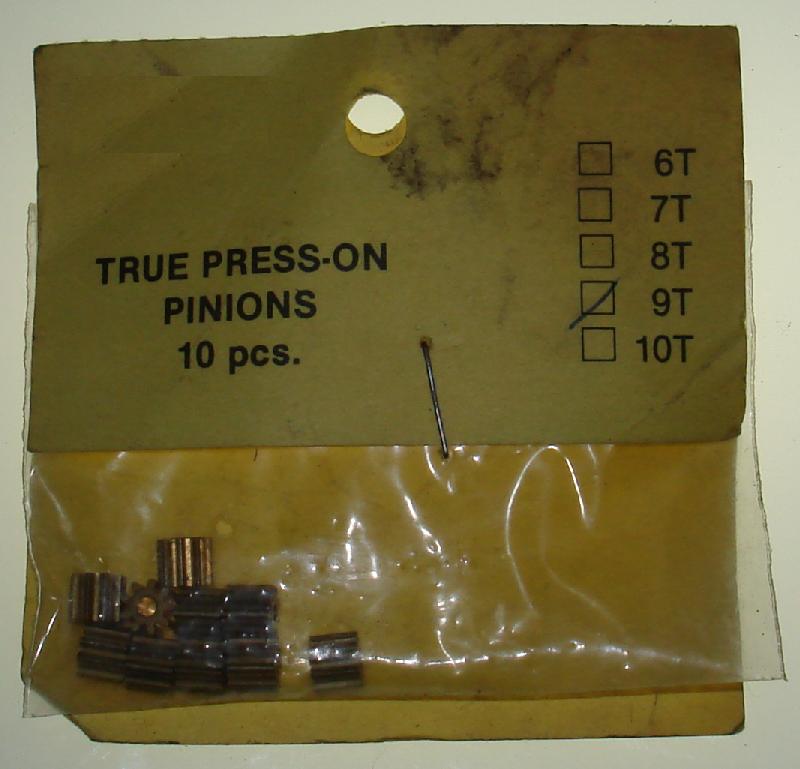 TRUE PRESS-ON
PINIONS
10 pcs.
6T
7T
8T
9T
10T